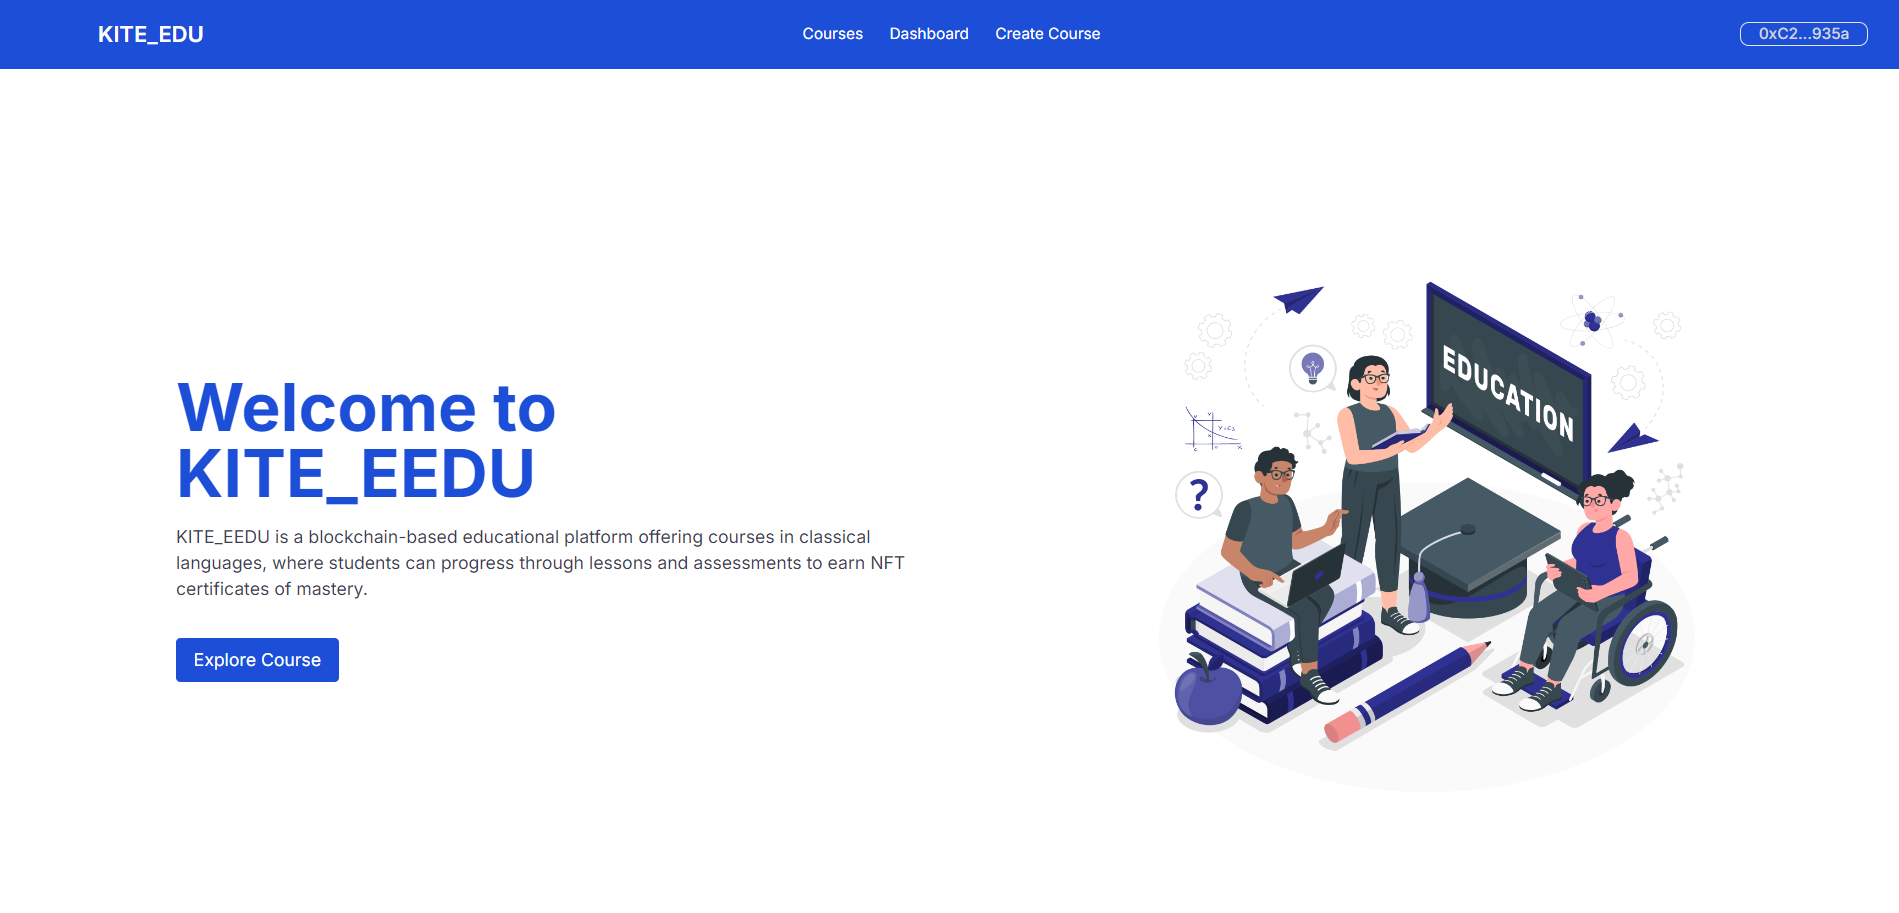 KITE_EDU
Courses
Dashboard
Create Course
0xC2...935a
Welcome to
KITE_EEDU
KITE_EEDU is a blockchain-based educational platform offering courses in classical
languages, where students can progress through lessons and assessments to earn NFT
certificates of mastery.
Explore Course
EDUCATION
?